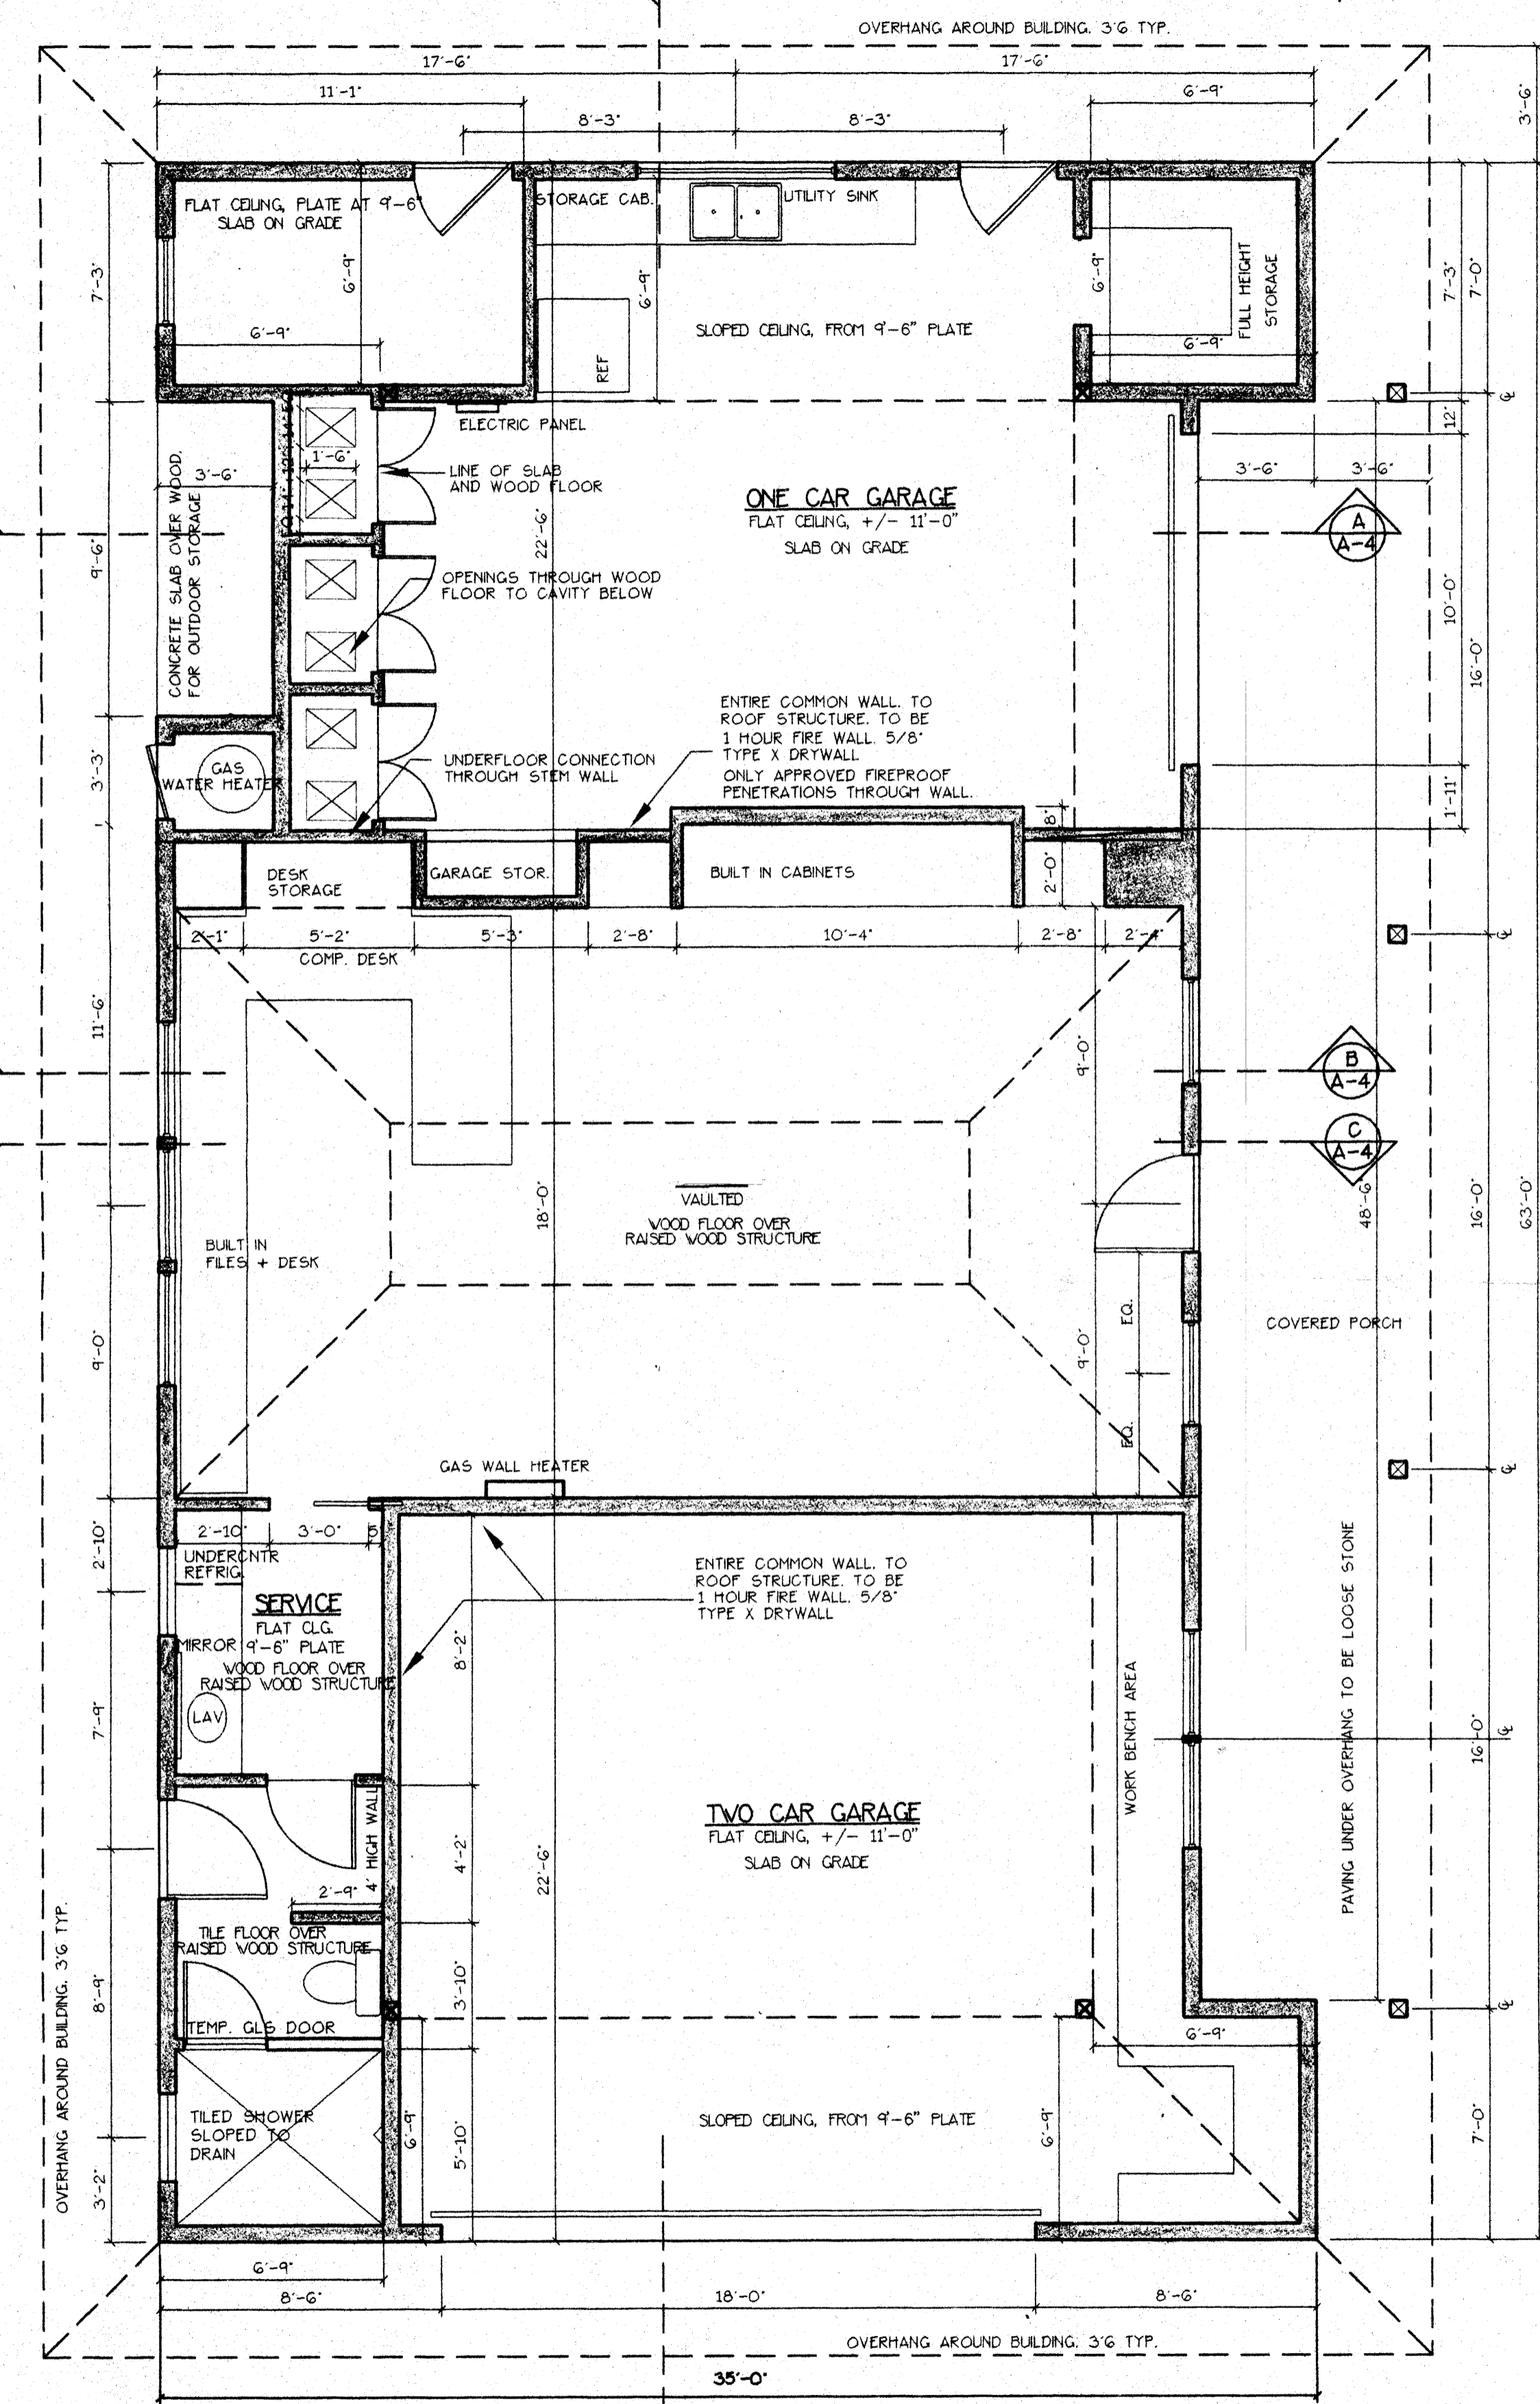 OVERHANG AROUND BUILDING. 3'6 TYP.
17'-6"
17'-6"
11'-1"
6'-9"
8'-3"
8'-3"
3'-6"
FLAT CEILING, PLATE AT 9'-6"
SLAB ON GRADE
STORAGE CAB.
UTILITY SINK
7'-3"
6'-9"
6'-9"
6'-9"
FULL HEIGHT
STORAGE
7'-3"
7'-0"
6'-9"
SLOPED CEILING, FROM 9'-6" PLATE
6'-9"
REF
ELECTRIC PANEL
12"
3'-6"
1'-6"
LINE OF SLAB
AND WOOD FLOOR
3'-6"
3'-6"
ONE CAR GARAGE
FLAT CEILING, +/- 11'-0"
SLAB ON GRADE
A
A-4
22'-6"
9'-6"
CONCRETE SLAB OVER WOOD.
FOR OUTDOOR STORAGE
OPENINGS THROUGH WOOD
FLOOR TO CAVITY BELOW
10'-0"
16'-0"
ENTIRE COMMON WALL. TO
ROOF STRUCTURE. TO BE
1 HOUR FIRE WALL. 5/8"
TYPE X DRYWALL
ONLY APPROVED FIREPROOF
PENETRATIONS THROUGH WALL.
3'-3"
GAS
WATER HEATER
UNDERFLOOR CONNECTION
THROUGH STEM WALL
1'-11"
8"
DESK
STORAGE
GARAGE STOR.
BUILT IN CABINETS
2'-0"
2'-1"
5'-2"
5'-3"
2'-8"
10'-4"
2'-8"
2'-4"
COMP. DESK
11'-6"
9'-0"
B
A-4
C
A-4
18'-0"
VAULTED
WOOD FLOOR OVER
RAISED WOOD STRUCTURE
48'-6"
16'-0"
63'-0"
BUILT IN
FILES + DESK
EQ.
COVERED PORCH
9'-0"
9'-0"
EQ.
GAS WALL HEATER
2'-10"
2'-10"
3'-0"
5
UNDERCNTR
REFRIG.
ENTIRE COMMON WALL. TO
ROOF STRUCTURE. TO BE
1 HOUR FIRE WALL. 5/8"
TYPE X DRYWALL
SERVICE
FLAT CLG.
MIRROR 9'-6" PLATE
WOOD FLOOR OVER
RAISED WOOD STRUCTURE
8'-2"
LAV
7'-9"
WORK BENCH AREA
PAVING UNDER OVERHANG TO BE LOOSE STONE
16'-0"
TWO CAR GARAGE
FLAT CEILING, +/- 11'-0"
SLAB ON GRADE
4' HIGH WALL
4'-2"
22'-6"
2'-9"
TILE FLOOR OVER
RAISED WOOD STRUCTURE
8'-9"
3'-10"
TEMP. GLS DOOR
6'-9"
OVERHANG AROUND BUILDING. 3'6 TYP.
TILED SHOWER
SLOPED TO
DRAIN
6'-9"
5'-10"
SLOPED CEILING, FROM 9'-6" PLATE
6'-9"
7'-0"
3'-2"
6'-9"
8'-6"
18'-0"
8'-6"
OVERHANG AROUND BUILDING. 3'6 TYP.
35'-0"